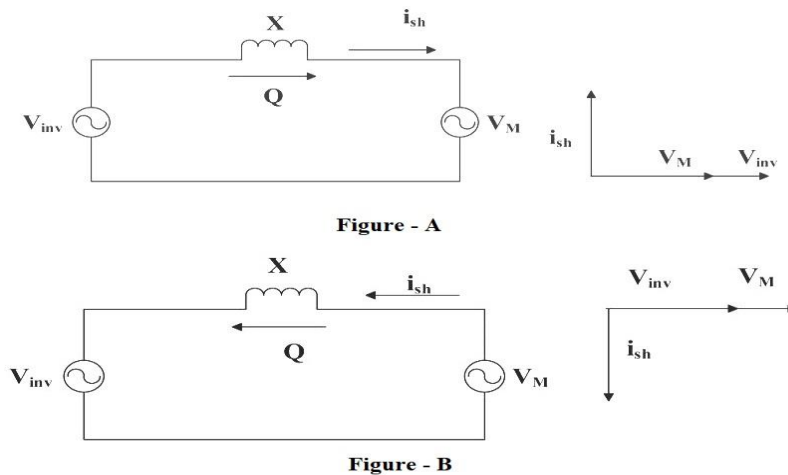 X
i_sh
Q
V_inv
V_M
i_sh
V_M V_inv
Figure - A
X
i_sh
V_inv V_M
Q
i_sh
V_inv
V_M
Figure - B